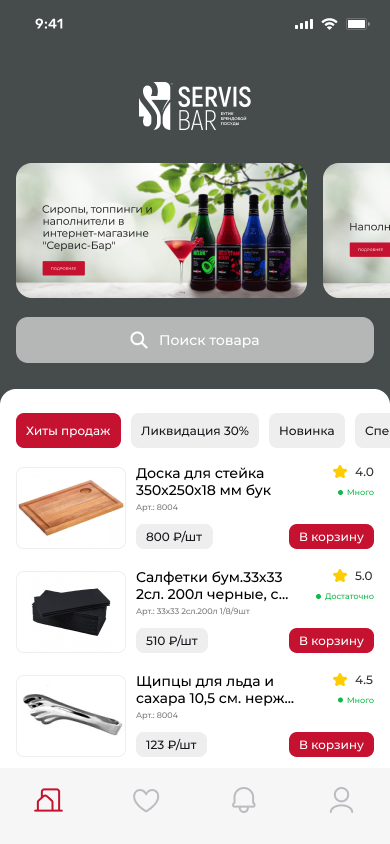 9:41
SERVIS
BAR
БУТИК
БРЕНДОВОЙ
ПОСУДЫ
Сиропы, топпинги и
наполнители в
интернет-магазине
"Сервис-Бар"
ПОДРОБНЕЕ
Наполн
ПОДРОБНЕЕ
Поиск товара
Хиты продаж
Ликвидация 30%
Новинка
Спе
Доска для стейка
350x250x18 мм бук
Арт.: 8004
4.0
Много
800 ₽/шт
В корзину
Салфетки бум.33х33
2сл. 200л черные, с...
Арт.: 33х33 2сл.200л 1/8/9шт
5.0
Достаточно
510 ₽/шт
В корзину
Щипцы для льда и
сахара 10,5 см. нерж...
Арт.: 8004
4.5
Много
123 ₽/шт
В корзину